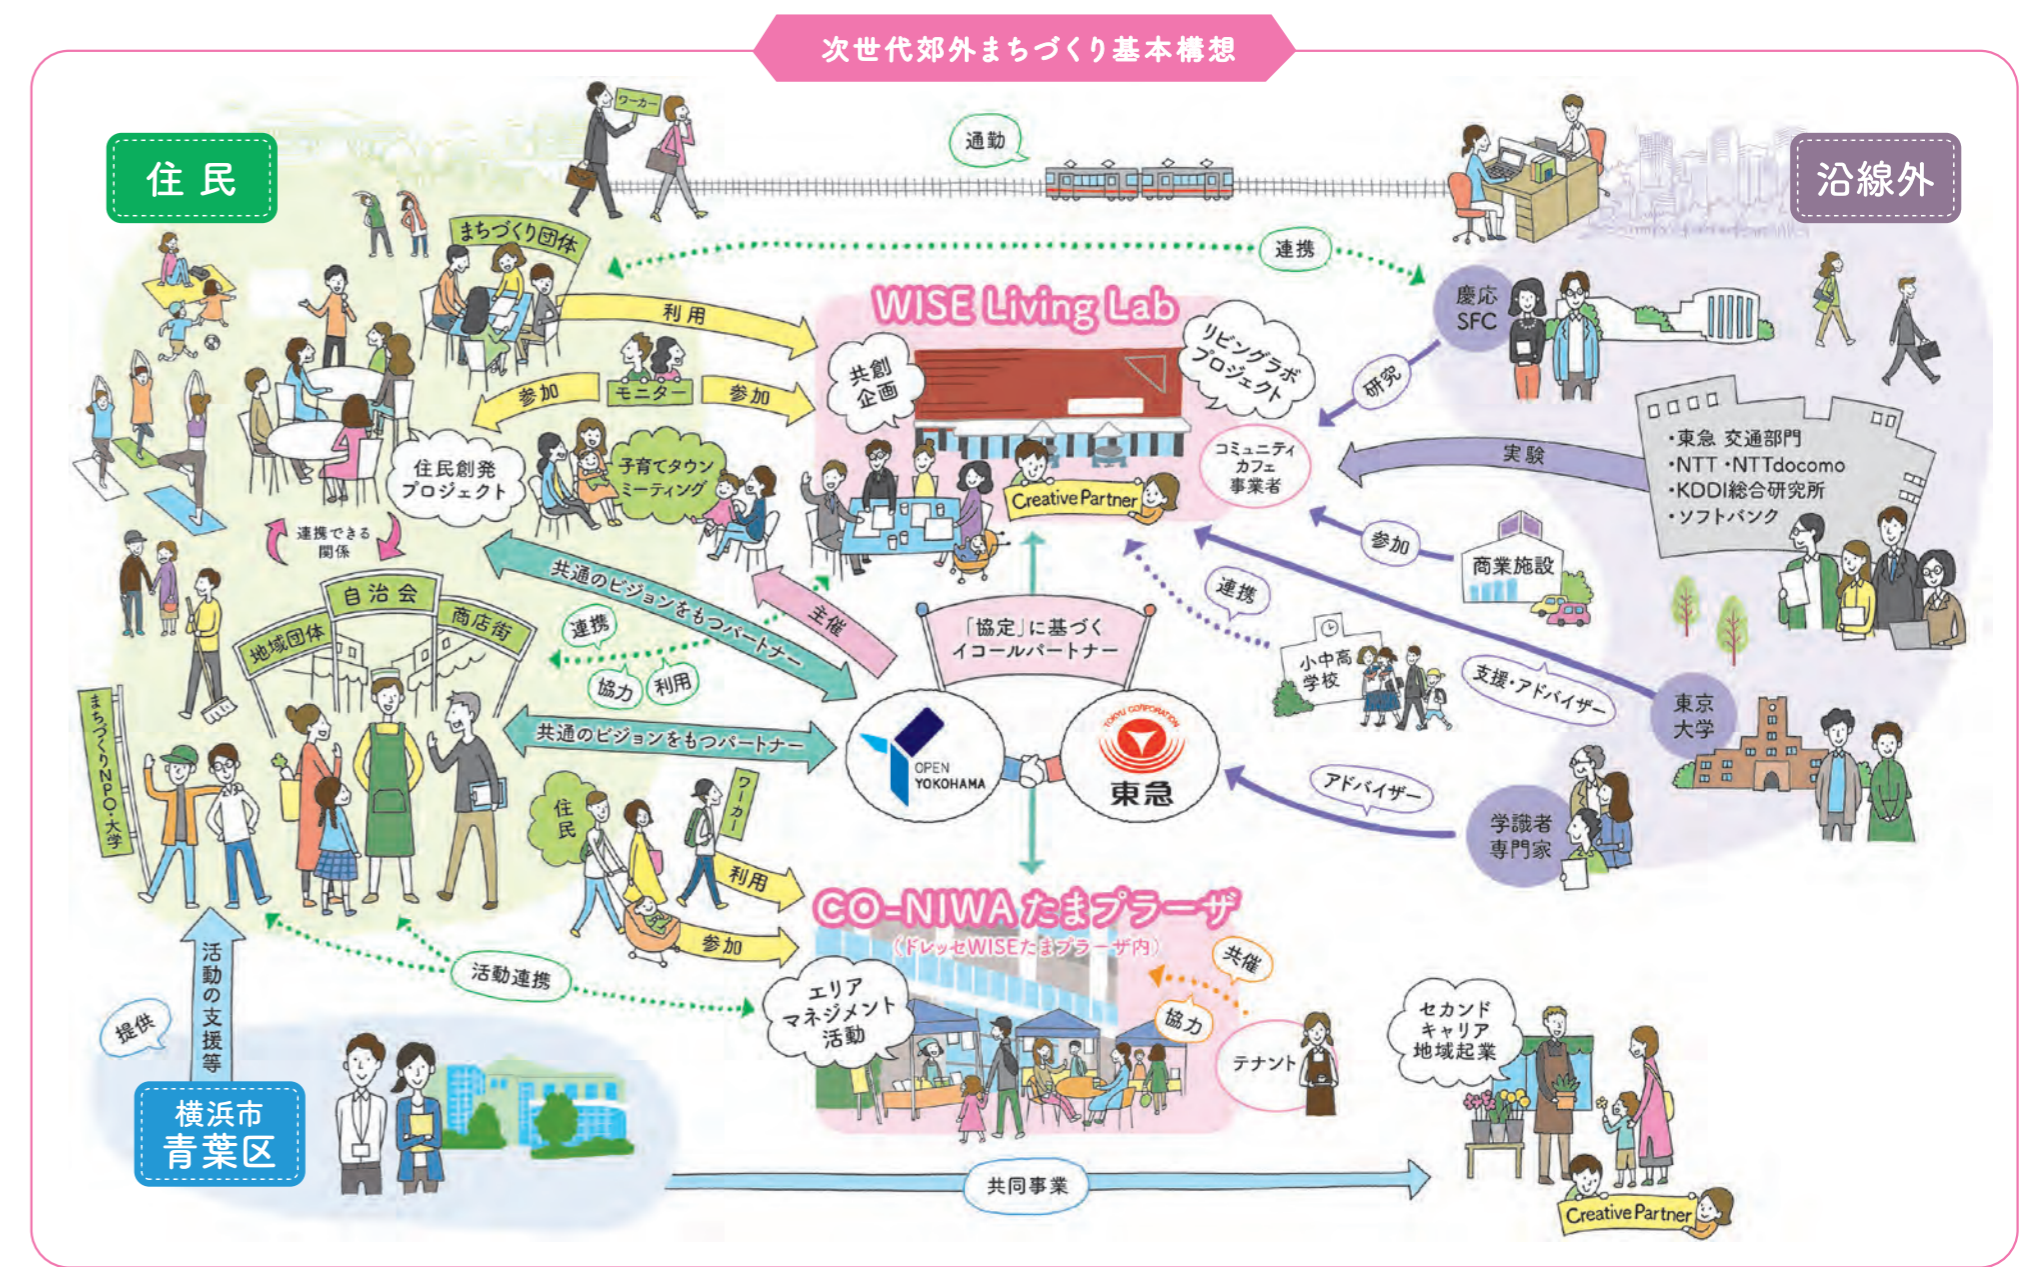 次世代郊外まちづくり基本構想
住民
ワーカー
通勤
沿線外
まちづくり団体
連携
利用
WISE Living Lab
共創
企画
リビングラボ
プロジェクト
慶応
SFC
研究
参加
モニター
参加
住民創発
プロジェクト
子育てタウン
ミーティング
Creative Partner
コミュニティ
カフェ
事業者
実験
・東急 交通部門
・NTT ・NTTdocomo
・KDDI総合研究所
・ソフトバンク
連携できる
関係
参加
商業施設
共通のビジョンをもつパートナー
主催
連携
協力
利用
自治会
地域団体
商店街
「協定」に基づく
イコールパートナー
連携
小中高
学校
支援・アドバイザー
東京
大学
まちづくりNPO・大学
共通のビジョンをもつパートナー
OPEN
YOKOHAMA
TOKYU CORPORATION
東急
アドバイザー
学識者
専門家
住民
ワーカー
利用
参加
CO-NIWAたまプラーザ
（ドレッセWISEたまプラーザ内）
活動連携
エリア
マネジメント
活動
共催
協力
テナント
セカンド
キャリア
地域起業
活動の支援等
提供
横浜市
青葉区
共同事業
Creative Partner